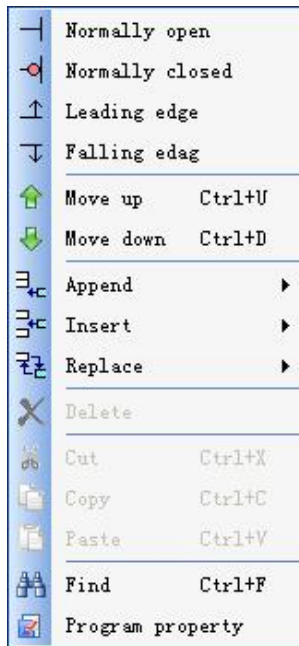 Normally open
Normally closed
Leading edge
Falling edag
Move up Ctrl+U
Move down Ctrl+D
Append
Insert
Replace
Delete
Cut Ctrl+X
Copy Ctrl+C
Paste Ctrl+V
Find Ctrl+F
Program property